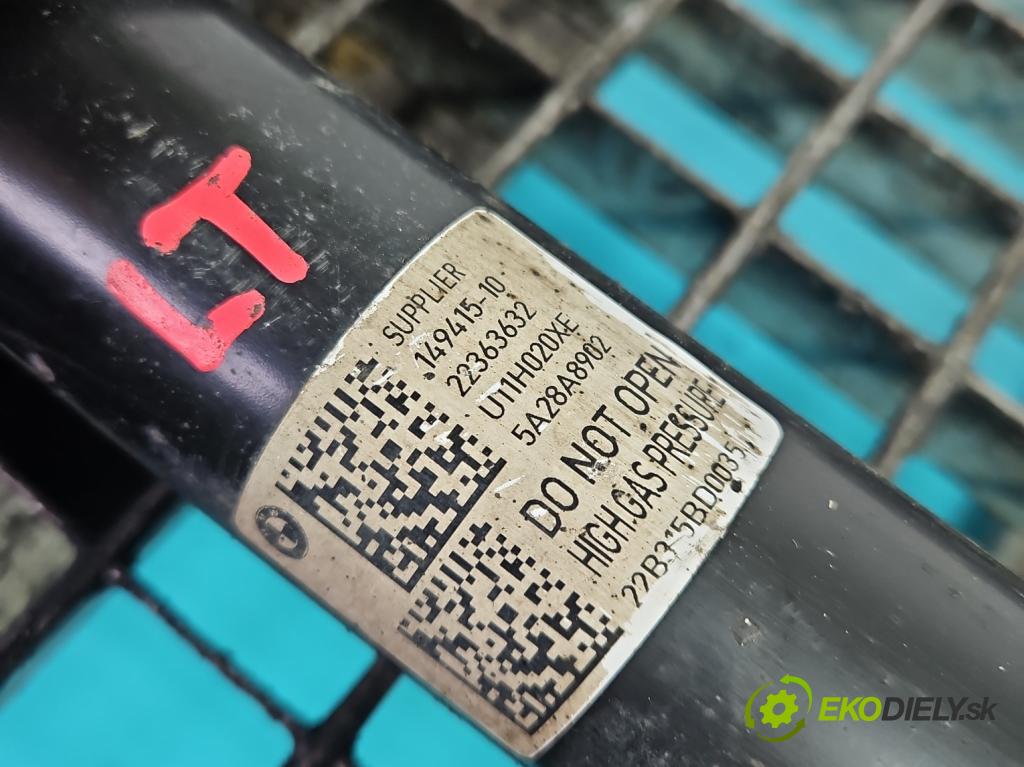 LT
SUPPLIER
149415-10
22363632
U11H020XE
5A28A8902
DO NOT OPEN
HIGH.GAS PRESSURE
22B315BD0035
EKODIELY.sk